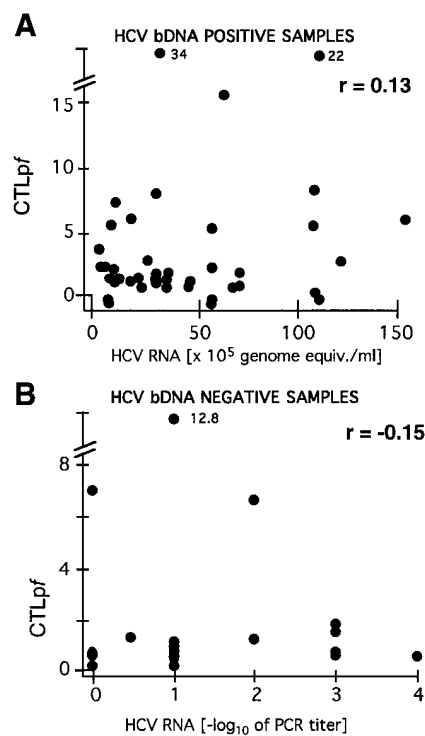 A
HCV bDNA POSITIVE SAMPLES
34
22
r = 0.13
15
10
5
0
CTLpf
0 50 100 150
HCV RNA [x 10⁵ genome equiv./ml]
B
HCV bDNA NEGATIVE SAMPLES
12.8
r = -0.15
8
4
0
CTLpf
0 1 2 3 4
HCV RNA [-log₁₀ of PCR titer]